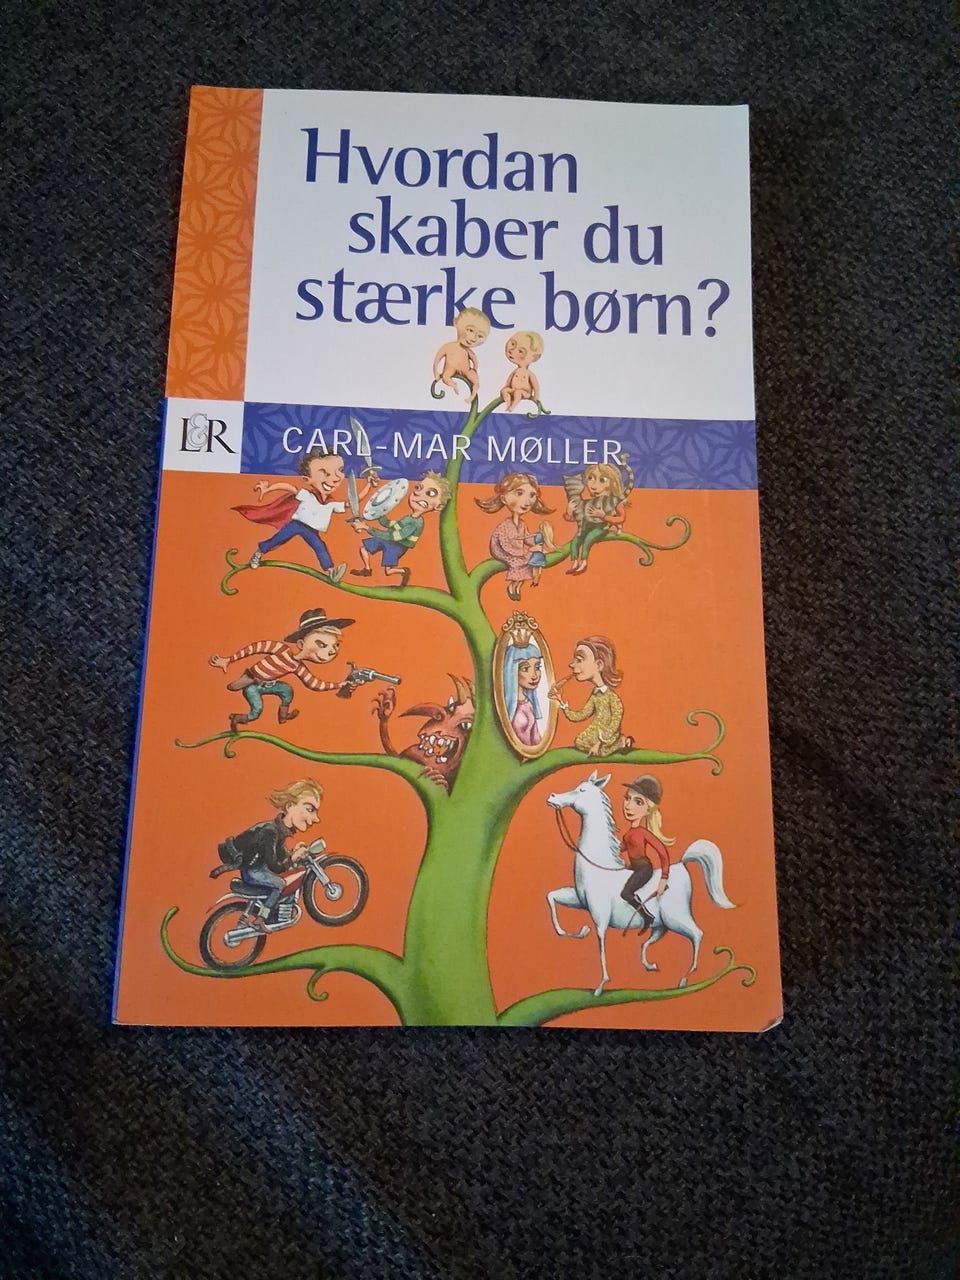 Hvordan
skaber du
stærke børn?
L&R
CARL-MAR MØLLER